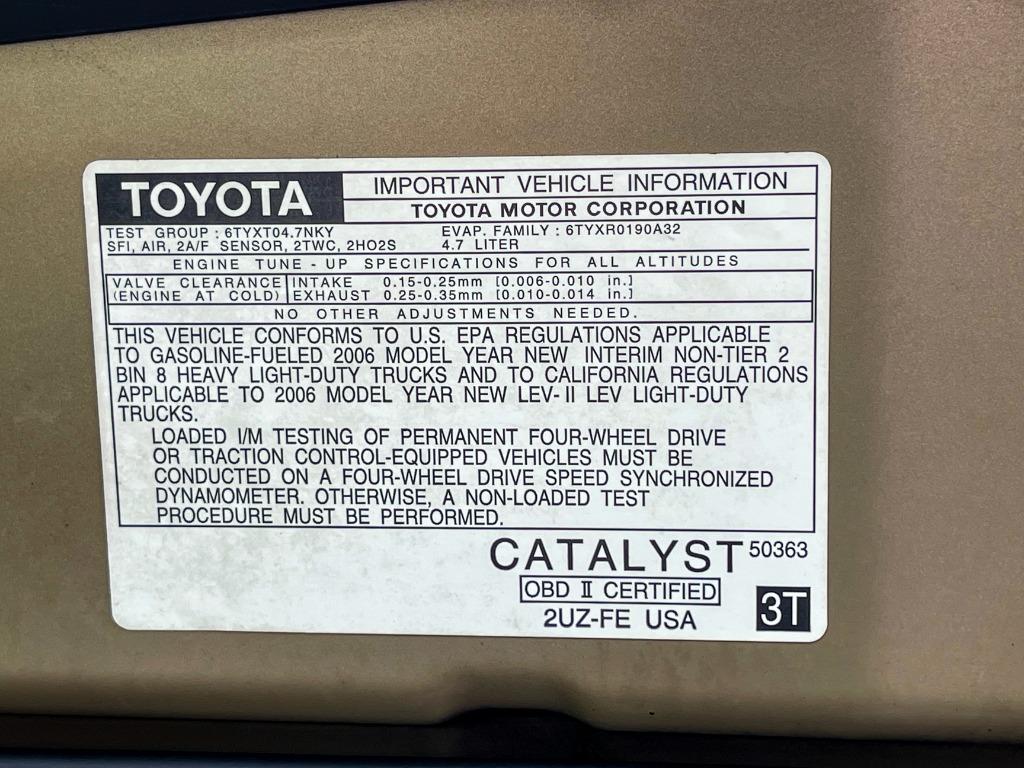 TOYOTA
IMPORTANT VEHICLE INFORMATION
TOYOTA MOTOR CORPORATION
TEST GROUP : 6TYXT04.7NKY EVAP. FAMILY : 6TYXR0190A32
SFI, AIR, 2A/F SENSOR, 2TWC, 2HO2S 4.7 LITER
ENGINE TUNE - UP SPECIFICATIONS FOR ALL ALTITUDES
VALVE CLEARANCE INTAKE 0.15-0.25mm [0.006-0.010 in.]
(ENGINE AT COLD) EXHAUST 0.25-0.35mm [0.010-0.014 in.]
NO OTHER ADJUSTMENTS NEEDED.
THIS VEHICLE CONFORMS TO U.S. EPA REGULATIONS APPLICABLE
TO GASOLINE-FUELED 2006 MODEL YEAR NEW INTERIM NON-TIER 2
BIN 8 HEAVY LIGHT-DUTY TRUCKS AND TO CALIFORNIA REGULATIONS
APPLICABLE TO 2006 MODEL YEAR NEW LEV-II LEV LIGHT-DUTY
TRUCKS.
LOADED I/M TESTING OF PERMANENT FOUR-WHEEL DRIVE
OR TRACTION CONTROL-EQUIPPED VEHICLES MUST BE
CONDUCTED ON A FOUR-WHEEL DRIVE SPEED SYNCHRONIZED
DYNAMOMETER. OTHERWISE, A NON-LOADED TEST
PROCEDURE MUST BE PERFORMED.
CATALYST 50363
OBD II CERTIFIED
2UZ-FE USA
3T